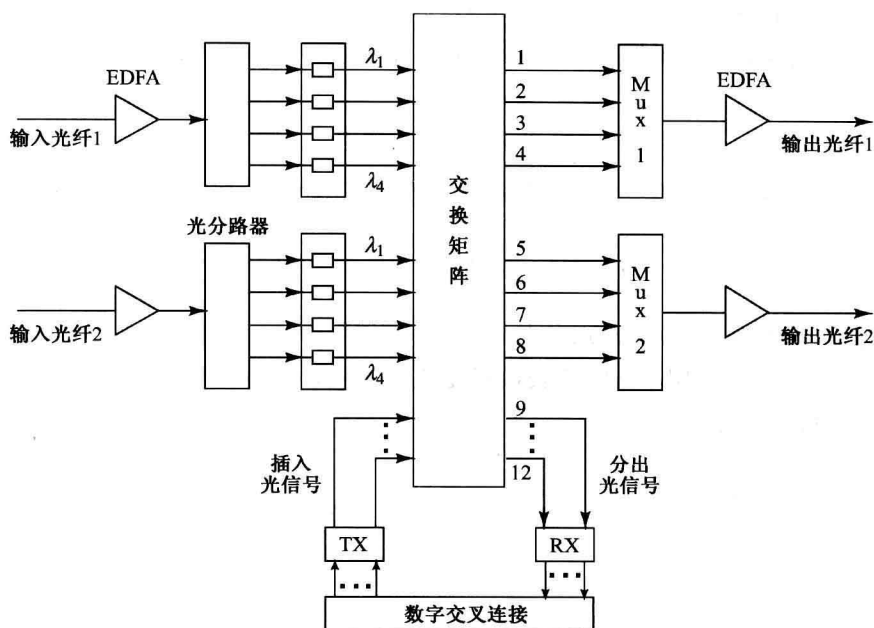 EDFA
输入光纤1
λ1
λ4
1
2
3
4
Mux 1
EDFA
输出光纤1
光分路器
输入光纤2
λ1
λ4
交换矩阵
5
6
7
8
Mux 2
输出光纤2
插入
光信号
9
12
分出
光信号
TX
RX
数字交叉连接